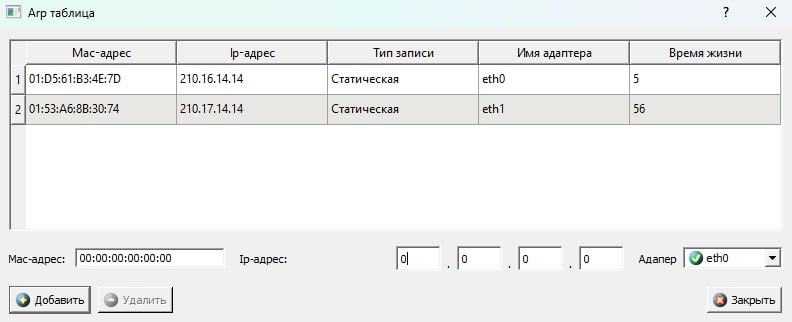 Arp таблица
?
Mac-адрес Ip-адрес Тип записи Имя адаптера Время жизни
1 01:D5:61:B3:4E:7D 210.16.14.14 Статическая eth0 5
2 01:53:A6:8B:30:74 210.17.14.14 Статическая eth1 56
Mac-адрес: 00:00:00:00:00:00 Ip-адрес: 0 . 0 . 0 . 0 Адапер eth0
Добавить Удалить Закрыть